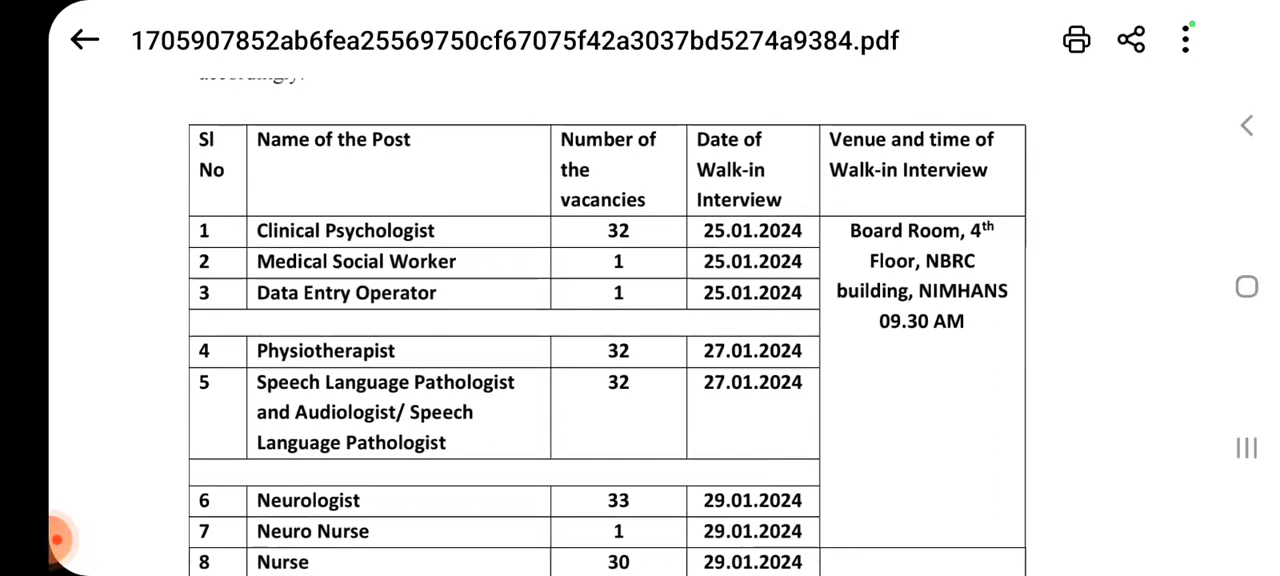 1705907852ab6fea25569750cf67075f42a3037bd5274a9384.pdf
Sl No | Name of the Post | Number of the vacancies | Date of Walk-in Interview | Venue and time of Walk-in Interview
1 | Clinical Psychologist | 32 | 25.01.2024 | Board Room, 4th Floor, NBRC building, NIMHANS 09.30 AM
2 | Medical Social Worker | 1 | 25.01.2024
3 | Data Entry Operator | 1 | 25.01.2024
4 | Physiotherapist | 32 | 27.01.2024
5 | Speech Language Pathologist and Audiologist/ Speech Language Pathologist | 32 | 27.01.2024
6 | Neurologist | 33 | 29.01.2024
7 | Neuro Nurse | 1 | 29.01.2024
8 | Nurse | 30 | 29.01.2024